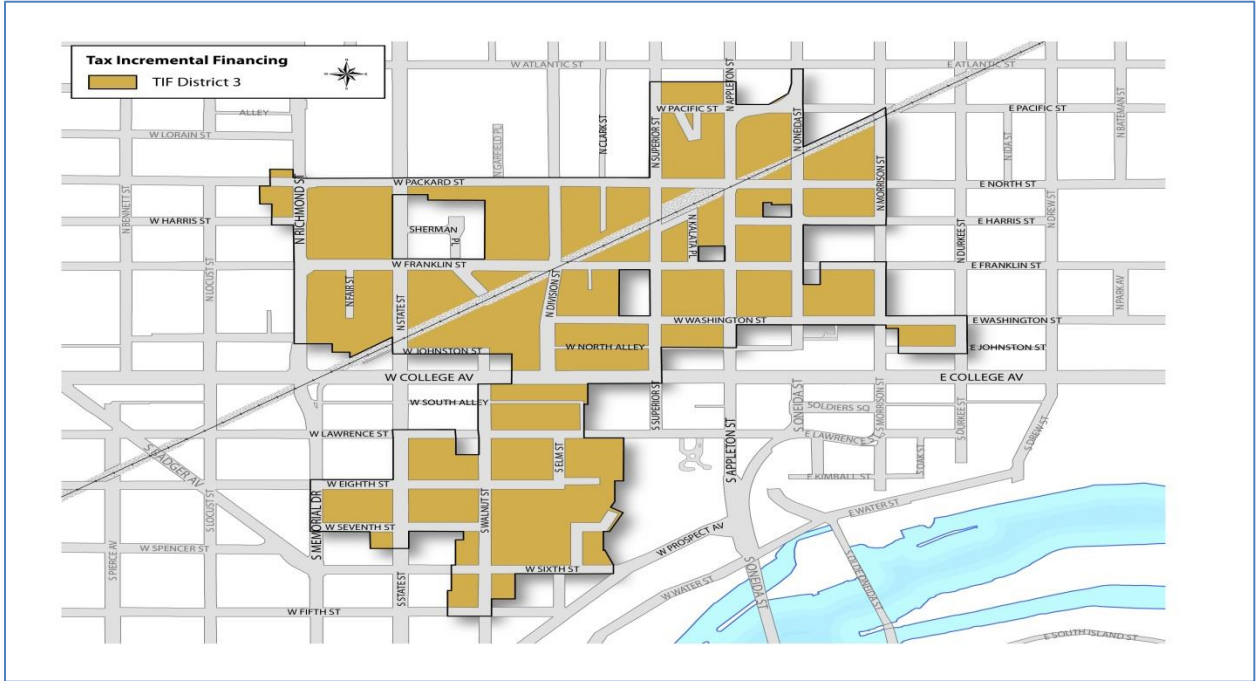 Tax Incremental Financing
TIF District 3
W ATLANTIC ST
E ATLANTIC ST
N APPLETON ST
ALLEY
W PACIFIC ST
E PACIFIC ST
N BATEMAN ST
W LORAIN ST
N GARFIELD PL
N CLARK ST
N SUPERIOR ST
N ONEIDA ST
N IDA ST
N RICHMOND ST
W PACKARD ST
N MORRISON ST
E NORTH ST
N BENNETT ST
W HARRIS ST
SHERMAN
PL
N KALATA PL
E HARRIS ST
N DREW ST
N DURKEE ST
N LOCUST ST
W FRANKLIN ST
E FRANKLIN ST
N FAIR ST
N STATE ST
N DIVISION ST
N PARK AV
W WASHINGTON ST
E WASHINGTON ST
W JOHNSTON ST
W NORTH ALLEY
E JOHNSTON ST
W COLLEGE AV
E COLLEGE AV
W SOUTH ALLEY
S SUPERIOR ST
S ONEIDA ST
SOLDIERS SQ
S MORRISON ST
S DURKEE ST
S DREW ST
W LAWRENCE ST
E LAWRENCE ST
S BADGER AV
S ELM ST
S APPLETON ST
S OAK ST
E KIMBALL ST
W EIGHTH ST
S LOCUST ST
S MEMORIAL DR
S WALNUT ST
E WATER ST
W SEVENTH ST
W PROSPECT AV
W SPENCER ST
S PIERCE AV
S STATE ST
W SIXTH ST
W WATER ST
S ONEIDA ST
S OLDE ONEIDA ST
W FIFTH ST
E SOUTH ISLAND ST